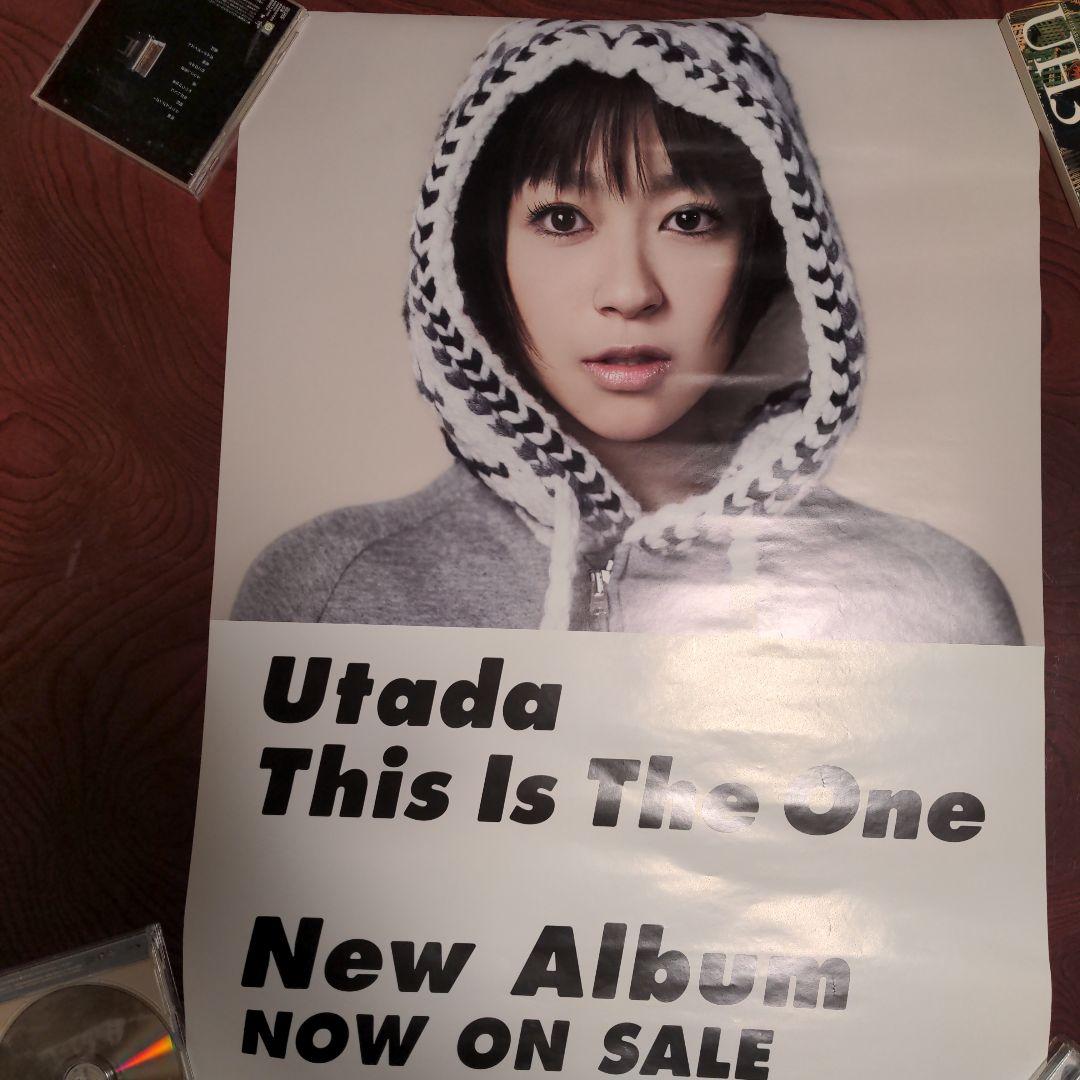 Utada
This Is The One
New Album
NOW ON SALE